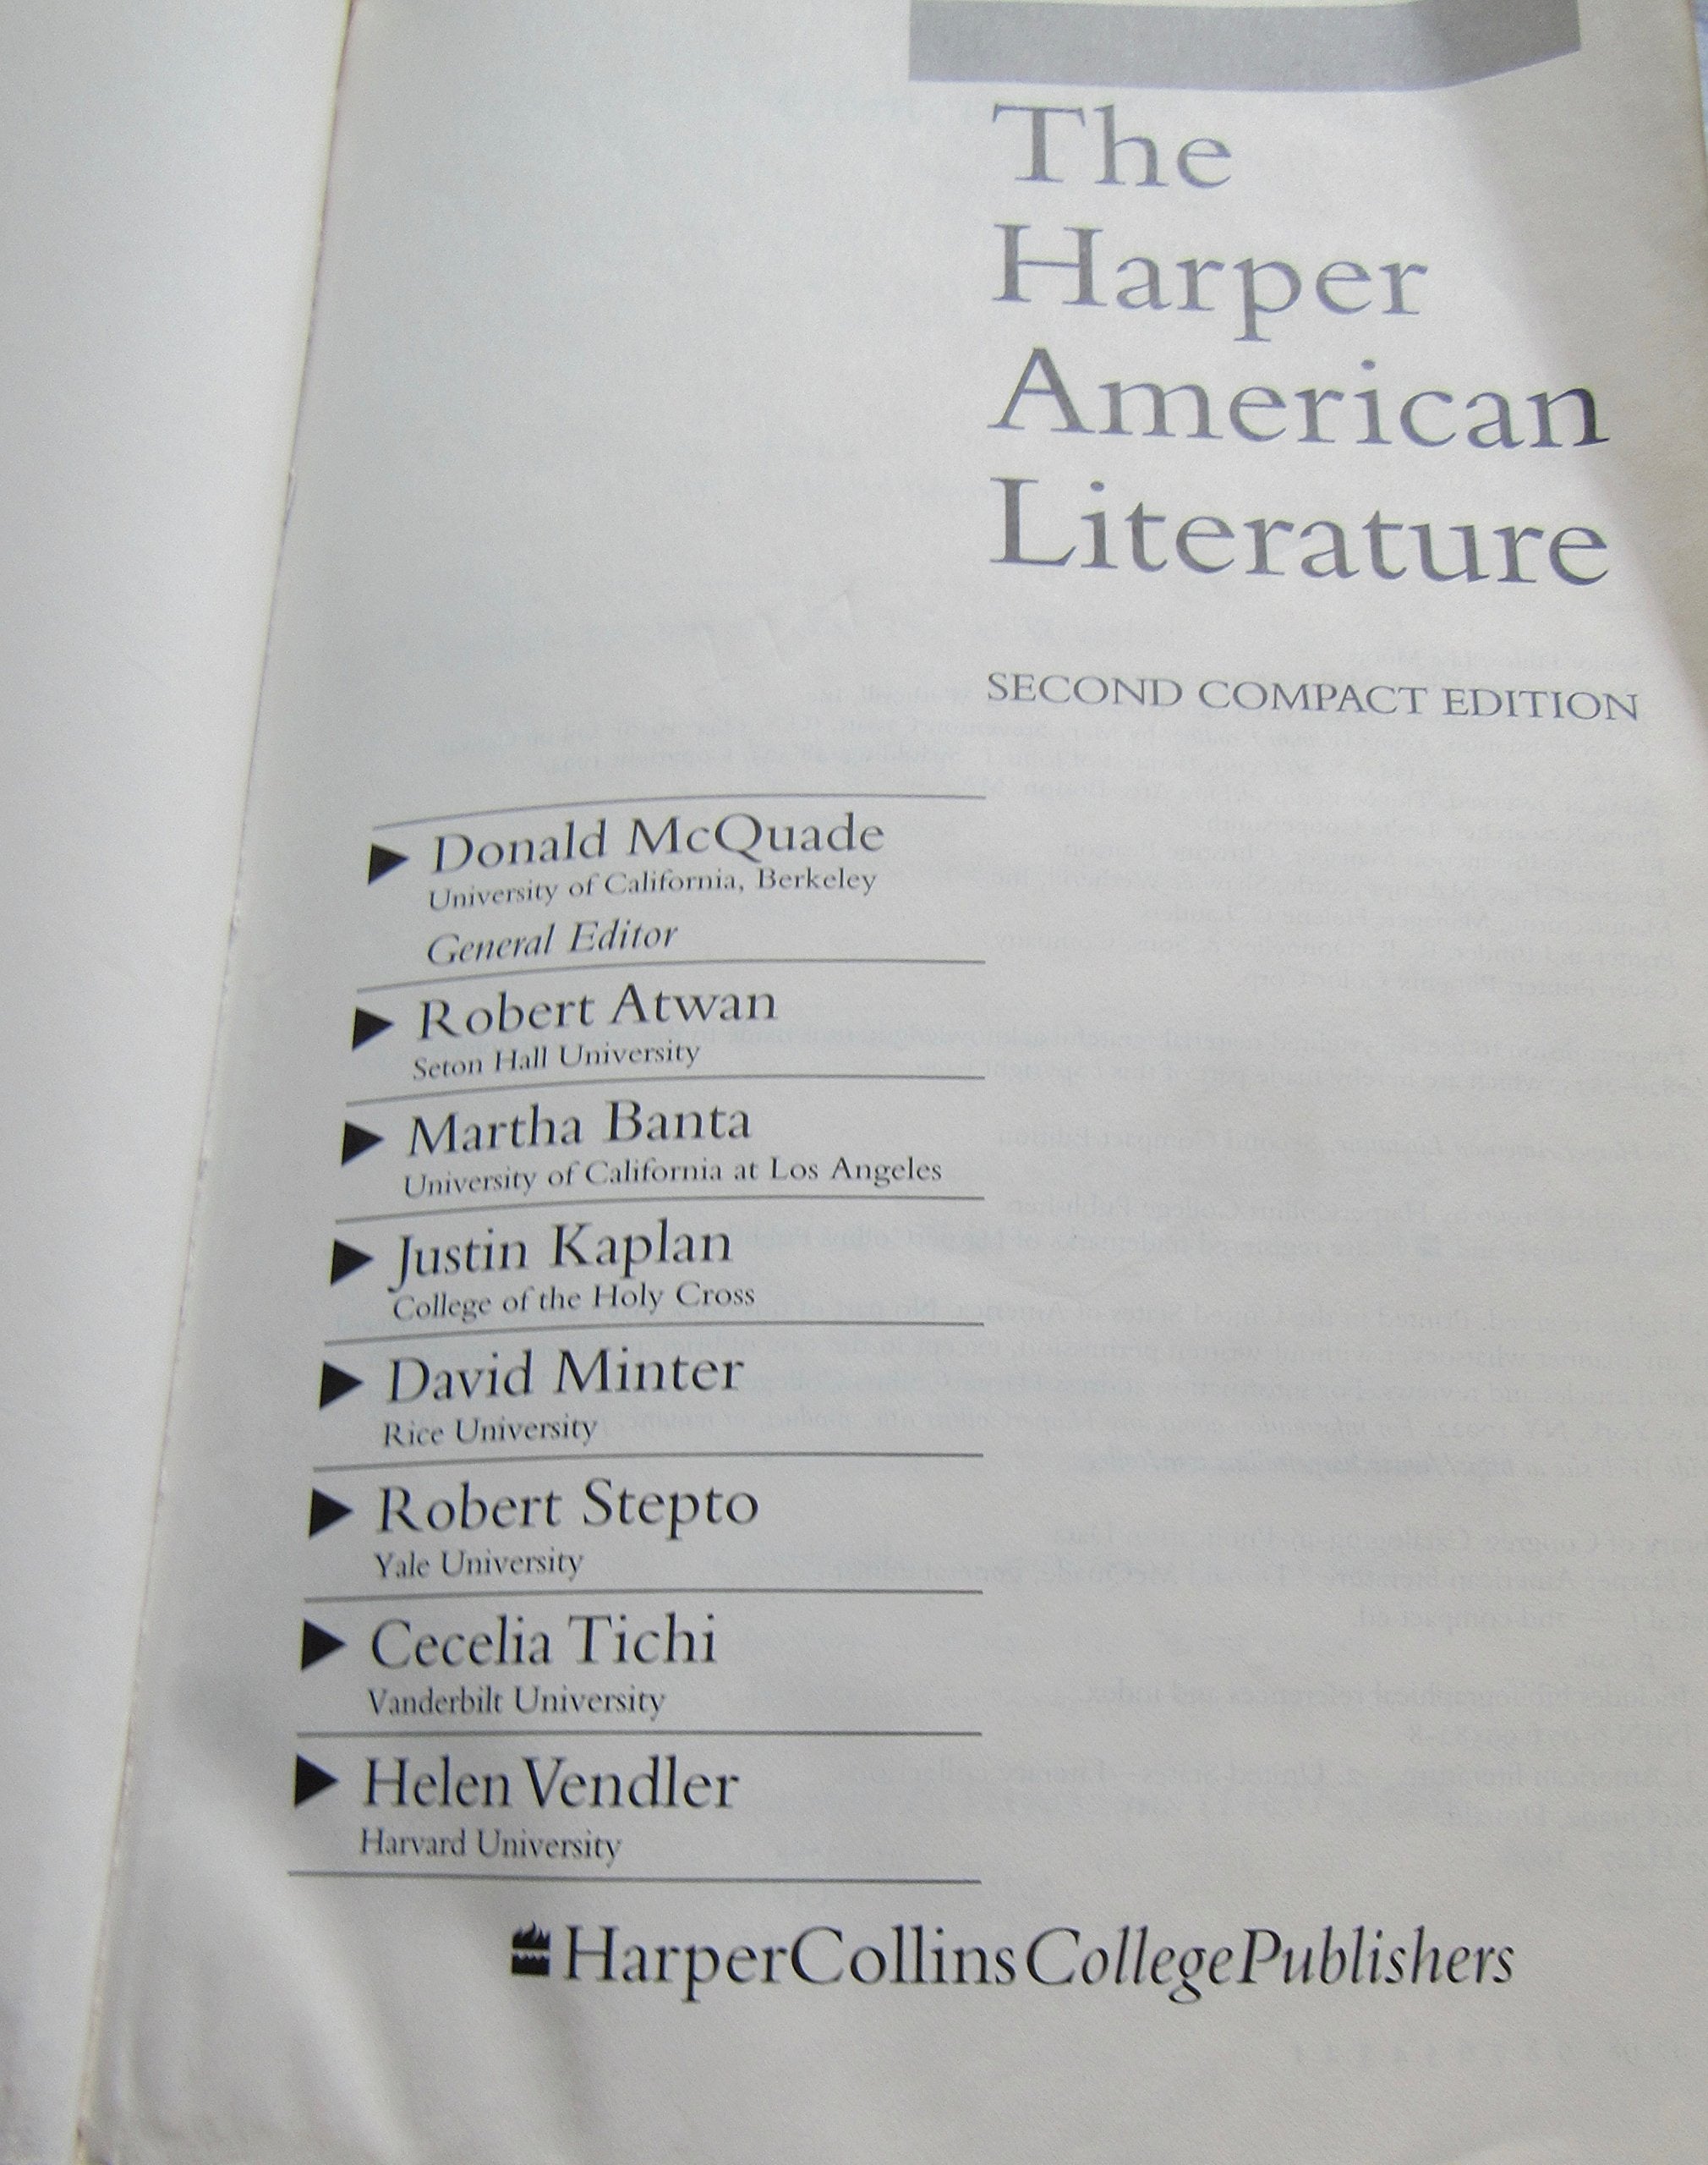 The
Harper
American
Literature
SECOND COMPACT EDITION
Donald McQuade
University of California, Berkeley
General Editor
Robert Atwan
Seton Hall University
Martha Banta
University of California at Los Angeles
Justin Kaplan
College of the Holy Cross
David Minter
Rice University
Robert Stepto
Yale University
Cecelia Tichi
Vanderbilt University
Helen Vendler
Harvard University
HarperCollinsCollegePublishers